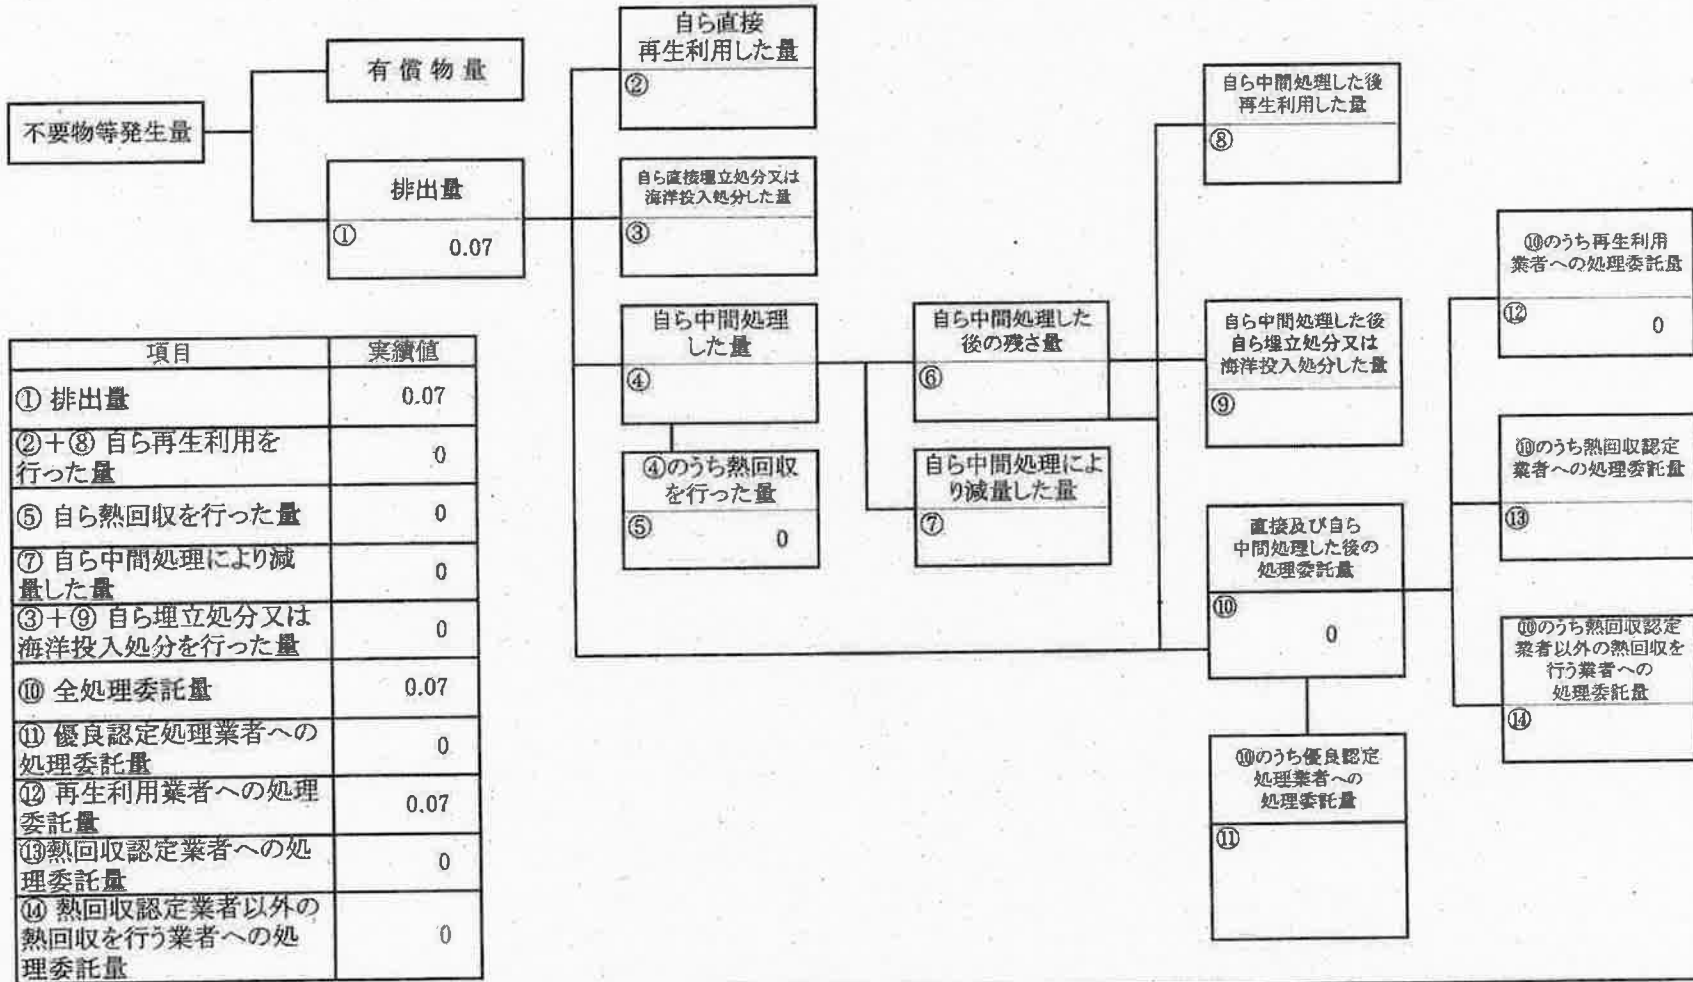 不要物等発生量
有償物量
排出量
① 0.07
自ら直接
再生利用した量
②
自ら直接埋立処分又は
海洋投入処分した量
③
自ら中間処理
した量
④
④のうち熱回収
を行った量
⑤ 0
自ら中間処理した
後の残さ量
⑥
自ら中間処理によ
り減量した量
⑦
自ら中間処理した後
再生利用した量
⑧
自ら中間処理した後
自ら埋立処分又は
海洋投入処分した量
⑨
直接及び自ら
中間処理した後の
処理委託量
⑩ 0
⑩のうち優良認定
処理業者への
処理委託量
⑪
⑩のうち再生利用
業者への処理委託量
⑫ 0
⑩のうち熱回収認定
業者への処理委託量
⑬
⑩のうち熱回収認定
業者以外の熱回収を
行う業者への
処理委託量
⑭
項目 実績値
① 排出量 0.07
②+⑧ 自ら再生利用を
行った量 0
⑤ 自ら熱回収を行った量 0
⑦ 自ら中間処理により減
量した量 0
③+⑨ 自ら埋立処分又は
海洋投入処分を行った量 0
⑩ 全処理委託量 0.07
⑪ 優良認定処理業者への
処理委託量 0
⑫ 再生利用業者への処理
委託量 0.07
⑬熱回収認定業者への処
理委託量 0
⑭ 熱回収認定業者以外の
熱回収を行う業者への処
理委託量 0